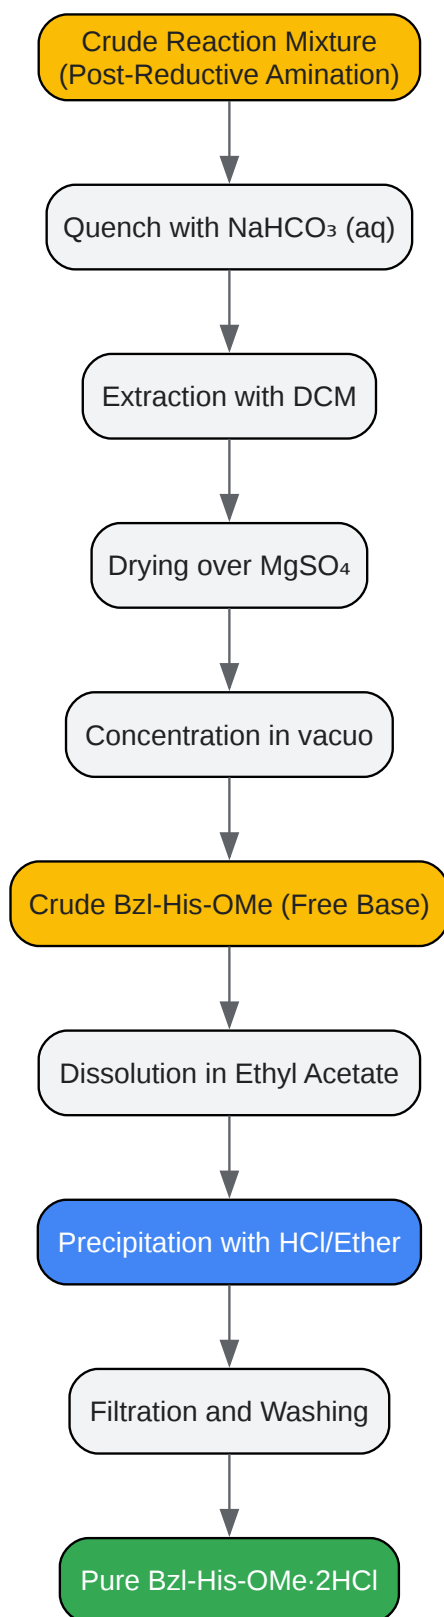 Crude Reaction Mixture
(Post-Reductive Amination)
Quench with NaHCO₃ (aq)
Extraction with DCM
Drying over MgSO₄
Concentration in vacuo
Crude Bzl-His-OMe (Free Base)
Dissolution in Ethyl Acetate
Precipitation with HCl/Ether
Filtration and Washing
Pure Bzl-His-OMe·2HCl